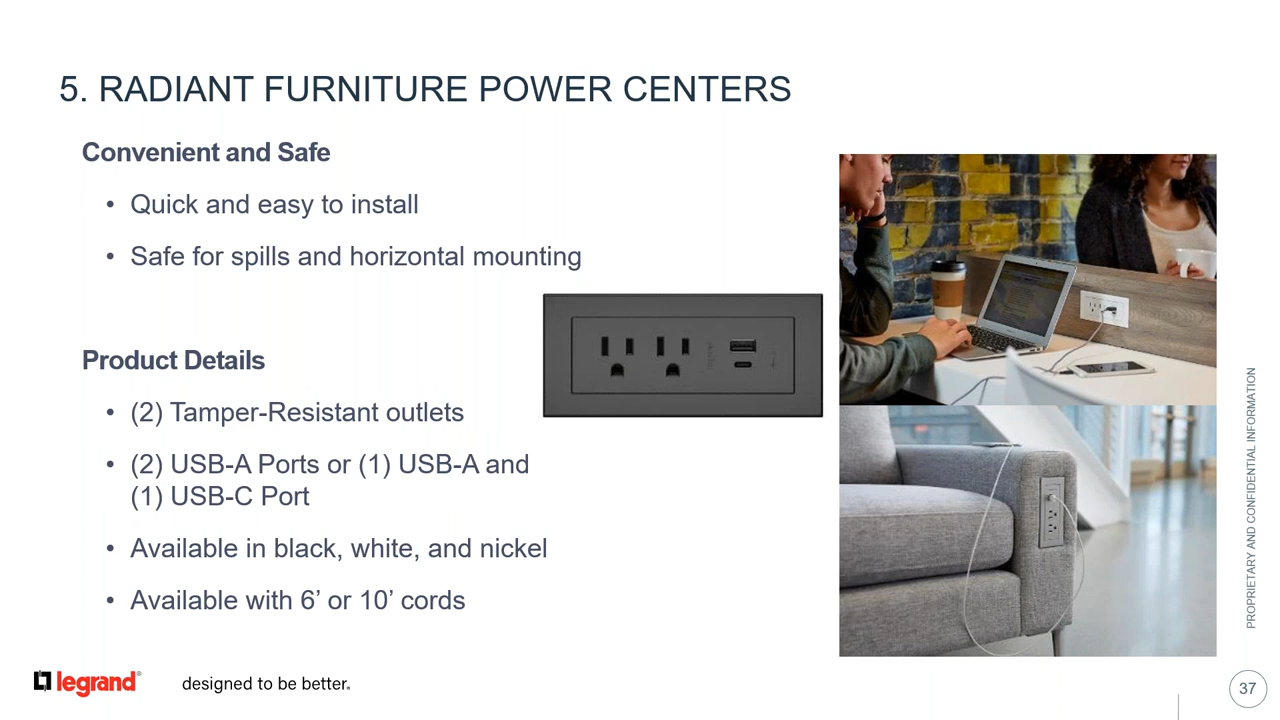 5. RADIANT FURNITURE POWER CENTERS
Convenient and Safe
• Quick and easy to install
• Safe for spills and horizontal mounting
Product Details
• (2) Tamper-Resistant outlets
• (2) USB-A Ports or (1) USB-A and
(1) USB-C Port
• Available in black, white, and nickel
• Available with 6’ or 10’ cords
PROPRIETARY AND CONFIDENTIAL INFORMATION
legrand®
designed to be better.
37